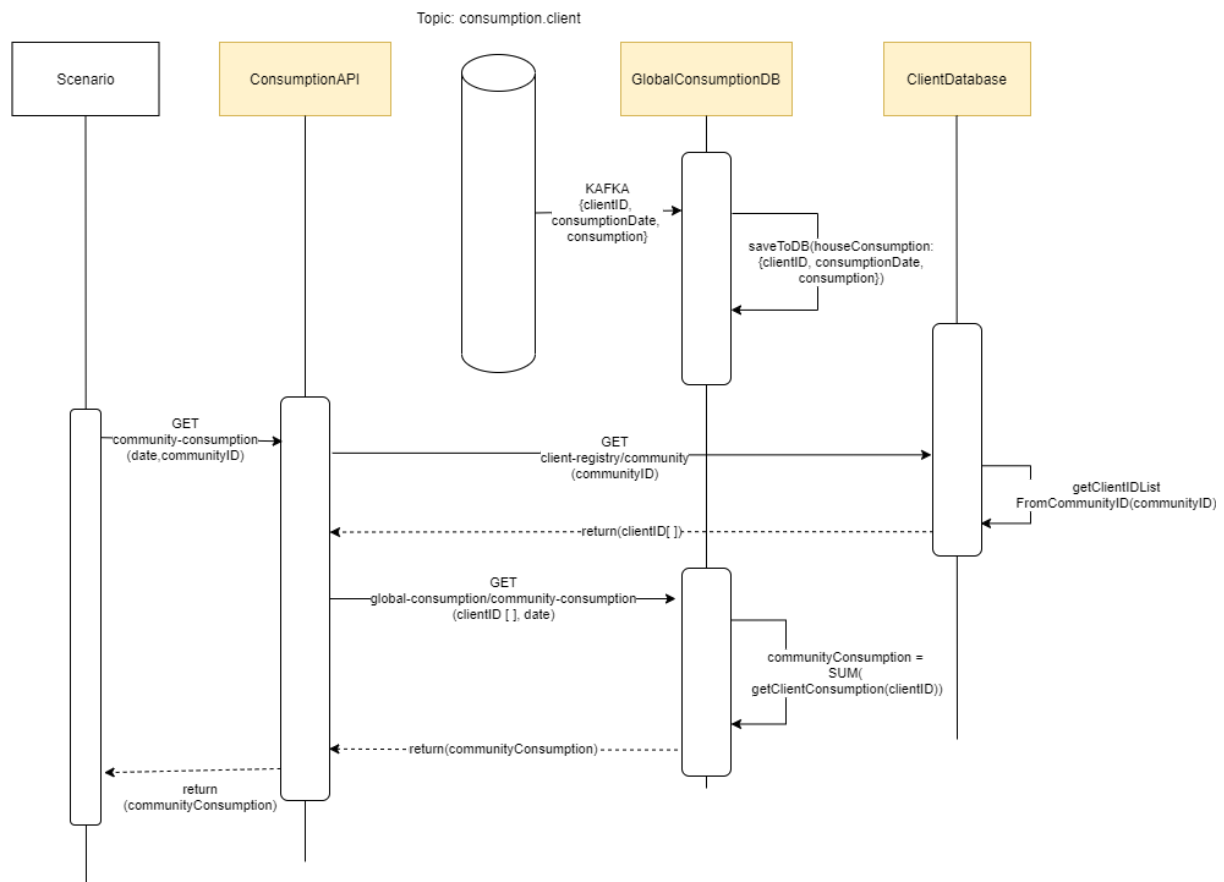 Topic: consumption.client
Scenario
ConsumptionAPI
GlobalConsumptionDB
ClientDatabase
KAFKA
{clientID,
consumptionDate,
consumption}
saveToDB(houseConsumption:
{clientID, consumptionDate,
consumption})
GET
community-consumption
(date,communityID)
GET
client-registry/community
(communityID)
getClientIDList
FromCommunityID(communityID)
return(clientID[ ])
GET
global-consumption/community-consumption
(clientID [ ], date)
communityConsumption =
SUM(
getClientConsumption(clientID))
return(communityConsumption)
return
(communityConsumption)